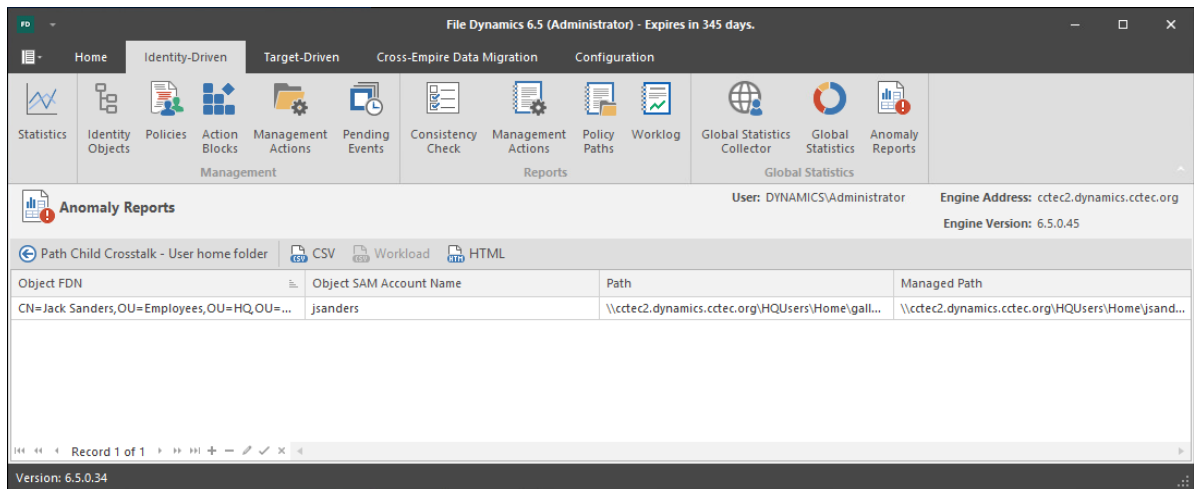 FD
File Dynamics 6.5 (Administrator) - Expires in 345 days.
Home Identity-Driven Target-Driven Cross-Empire Data Migration Configuration
Statistics Identity Objects Policies Action Blocks Management Actions Pending Events Consistency Check Management Actions Policy Paths Worklog Global Statistics Collector Global Statistics Anomaly Reports
Management Reports Global Statistics
Anomaly Reports
User: DYNAMICS\Administrator Engine Address: cctec2.dynamics.cctec.org
Engine Version: 6.5.0.45
Path Child Crosstalk - User home folder CSV Workload HTML
Object FDN Object SAM Account Name Path Managed Path
CN=Jack Sanders,OU=Employees,OU=HQ,OU=... jsanders \\cctec2.dynamics.cctec.org\HQUsers\Home\gall... \\cctec2.dynamics.cctec.org\HQUsers\Home\jsand...
Record 1 of 1
Version: 6.5.0.34